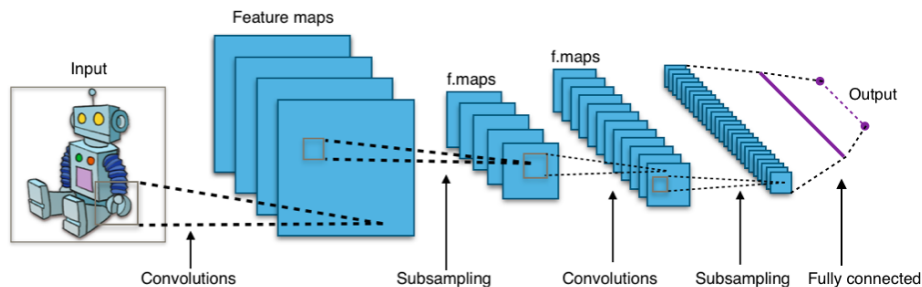 Feature maps
Input
f.maps
f.maps
Output
Convolutions
Subsampling
Convolutions
Subsampling
Fully connected